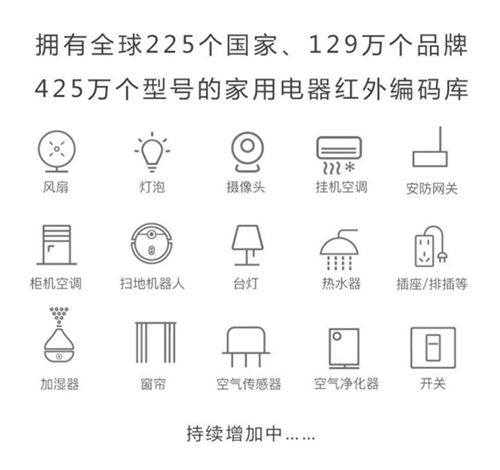 拥有全球225个国家、129万个品牌
425万个型号的家用电器红外编码库
风扇 灯泡 摄像头 挂机空调 安防网关
柜机空调 扫地机器人 台灯 热水器 插座/排插等
加湿器 窗帘 空气传感器 空气净化器 开关
持续增加中……